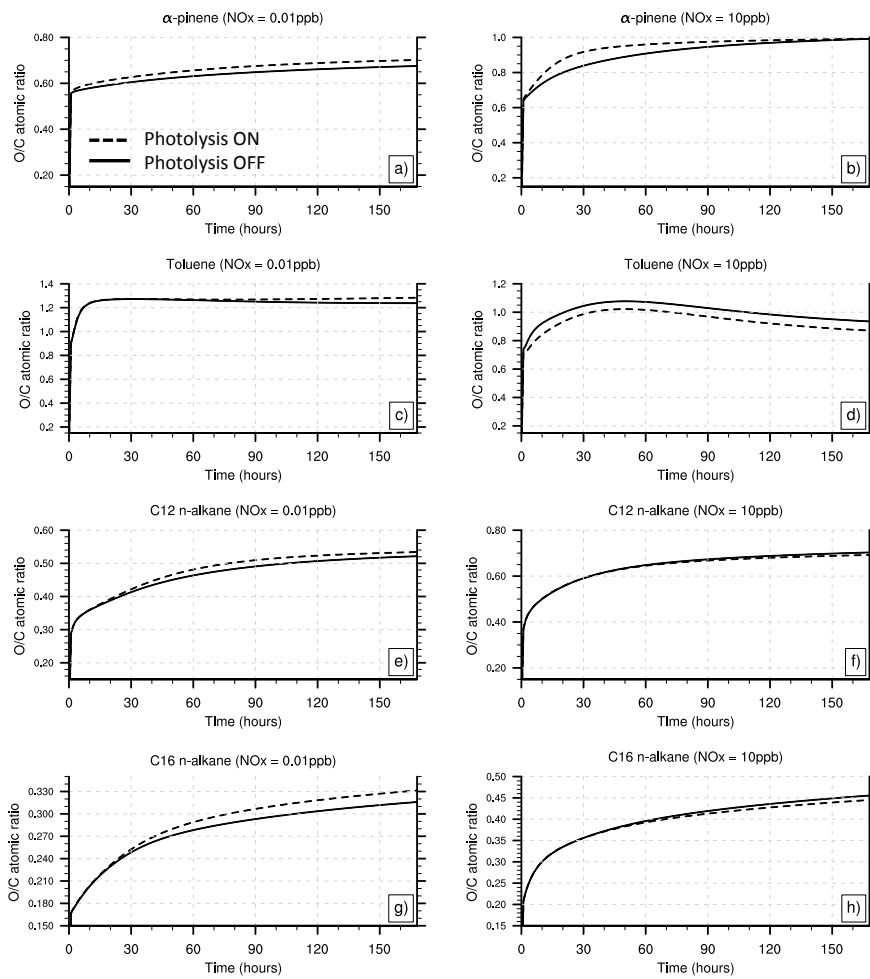 α-pinene (NOx = 0.01ppb)
O/C atomic ratio
0.80
0.60
0.40
0.20
Photolysis ON
Photolysis OFF
a)
0 30 60 90 120 150
Time (hours)
α-pinene (NOx = 10ppb)
O/C atomic ratio
1.0
0.8
0.6
0.4
0.2
b)
0 30 60 90 120 150
Time (hours)
Toluene (NOx = 0.01ppb)
O/C atomic ratio
1.4
1.2
1.0
0.8
0.6
0.4
0.2
c)
0 30 60 90 120 150
Time (hours)
Toluene (NOx = 10ppb)
O/C atomic ratio
1.2
1.0
0.8
0.6
0.4
0.2
d)
0 30 60 90 120 150
Time (hours)
C12 n-alkane (NOx = 0.01ppb)
O/C atomic ratio
0.60
0.50
0.40
0.30
0.20
e)
0 30 60 90 120 150
Time (hours)
C12 n-alkane (NOx = 10ppb)
O/C atomic ratio
0.80
0.60
0.40
0.20
f)
0 30 60 90 120 150
Time (hours)
C16 n-alkane (NOx = 0.01ppb)
O/C atomic ratio
0.330
0.300
0.270
0.240
0.210
0.180
0.150
g)
0 30 60 90 120 150
Time (hours)
C16 n-alkane (NOx = 10ppb)
O/C atomic ratio
0.50
0.45
0.40
0.35
0.30
0.25
0.20
0.15
h)
0 30 60 90 120 150
Time (hours)